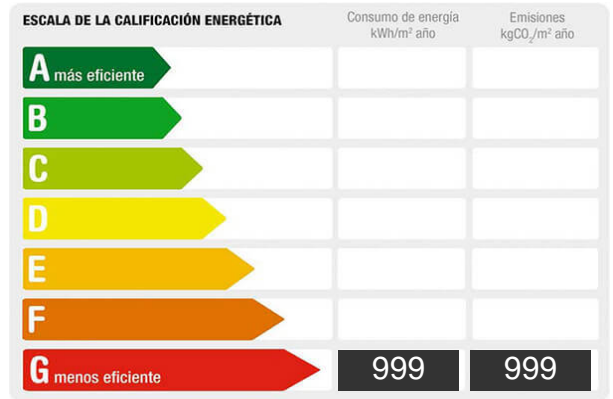 ESCALA DE LA CALIFICACIÓN ENERGÉTICA
Consumo de energía
kWh/m² año
Emisiones
kgCO₂/m² año
A más eficiente
B
C
D
E
F
G menos eficiente 999 999